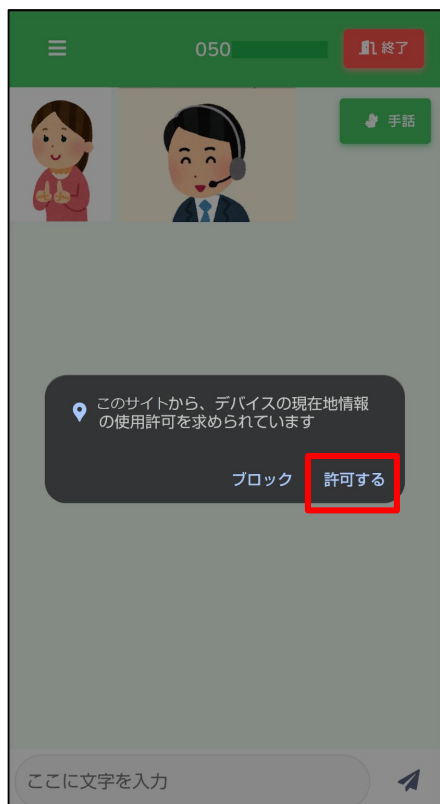 050
終了
手話
このサイトから、デバイスの現在地情報
の使用許可を求められています
ブロック 許可する
ここに文字を入力